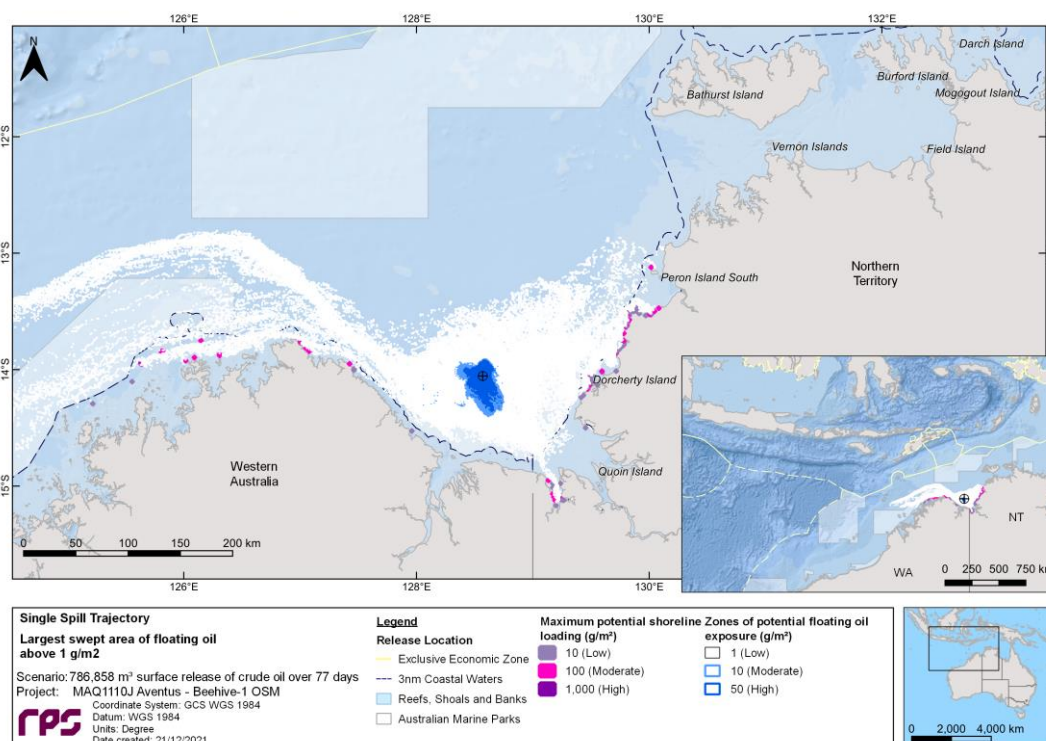 126°E 128°E 130°E 132°E
N
Darch Island
Burford Island
Bathurst Island
Mogogout Island
12°S
Vernon Islands
Field Island
13°S
Peron Island South
Northern
Territory
14°S
Dorcherty Island
Western
Australia
Quoin Island
15°S
NT
WA
0 50 100 150 200 km
0 250 500 750 km
126°E 128°E 130°E
Single Spill Trajectory
Largest swept area of floating oil
above 1 g/m2
Scenario: 786,858 m³ surface release of crude oil over 77 days
Project: MAQ1110J Aventus - Beehive-1 OSM
rps
Coordinate System: GCS WGS 1984
Datum: WGS 1984
Units: Degree
Date created: 21/12/2021
Legend
Release Location
Exclusive Economic Zone
3nm Coastal Waters
Reefs, Shoals and Banks
Australian Marine Parks
Maximum potential shoreline
loading (g/m²)
10 (Low)
100 (Moderate)
1,000 (High)
Zones of potential floating oil
exposure (g/m²)
1 (Low)
10 (Moderate)
50 (High)
0 2,000 4,000 km